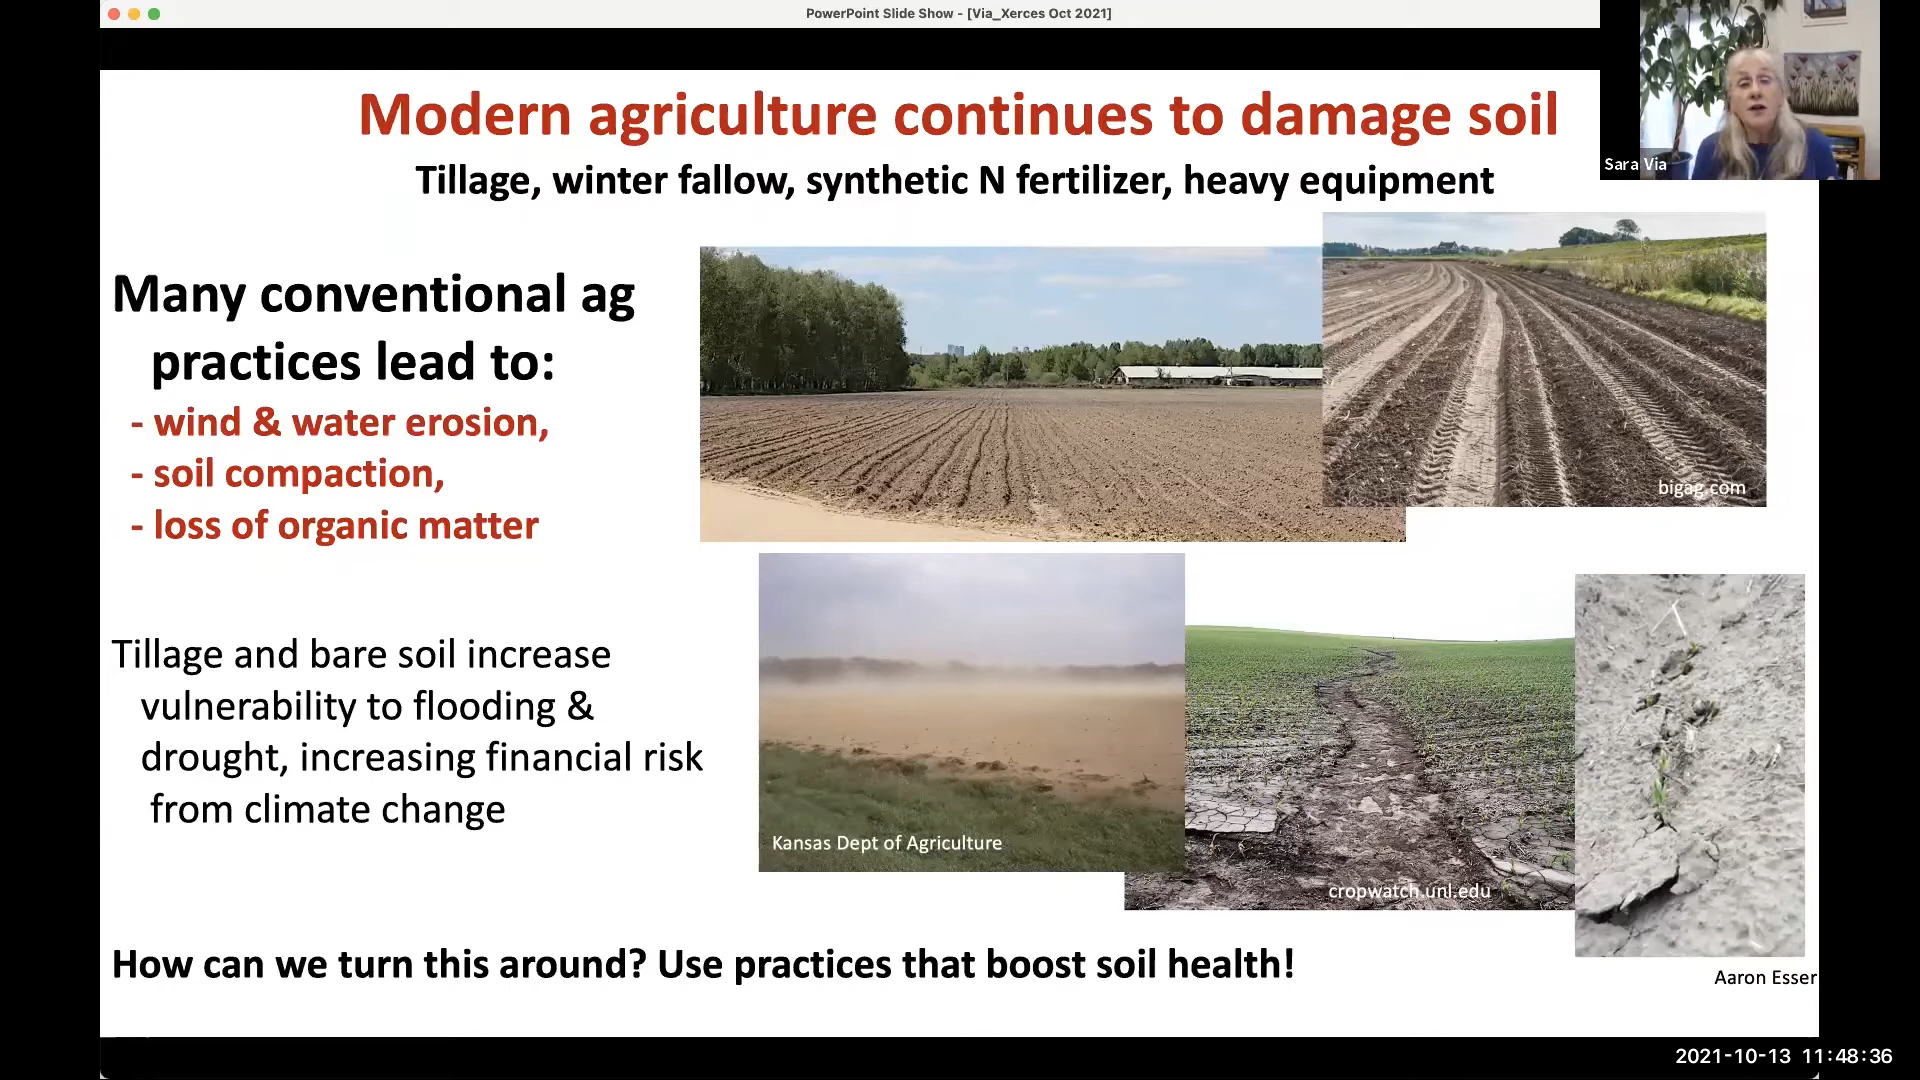 PowerPoint Slide Show - [Via_Xerces Oct 2021]
Modern agriculture continues to damage soil
Tillage, winter fallow, synthetic N fertilizer, heavy equipment
Sara Via
Many conventional ag
practices lead to:
- wind & water erosion,
- soil compaction,
- loss of organic matter
bigag.com
Tillage and bare soil increase
vulnerability to flooding &
drought, increasing financial risk
from climate change
Kansas Dept of Agriculture
cropwatch.unl.edu
How can we turn this around? Use practices that boost soil health!
Aaron Esser
2021-10-13 11:48:36